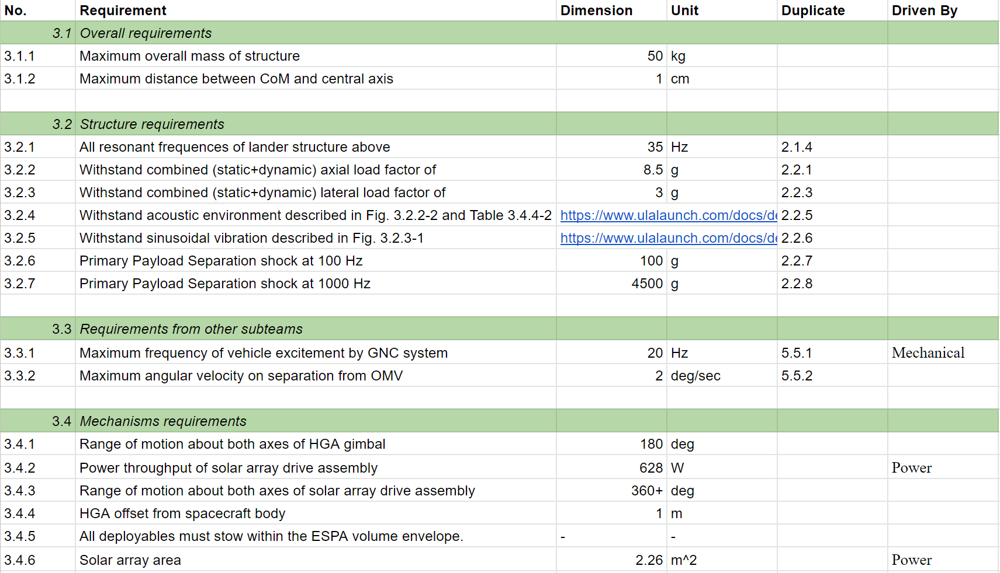 No. Requirement Dimension Unit Duplicate Driven By
3.1 Overall requirements
3.1.1 Maximum overall mass of structure 50 kg
3.1.2 Maximum distance between CoM and central axis 1 cm
3.2 Structure requirements
3.2.1 All resonant frequences of lander structure above 35 Hz 2.1.4
3.2.2 Withstand combined (static+dynamic) axial load factor of 8.5 g 2.2.1
3.2.3 Withstand combined (static+dynamic) lateral load factor of 3 g 2.2.3
3.2.4 Withstand acoustic environment described in Fig. 3.2.2-2 and Table 3.4.4-2 https://www.ulalaunch.com/docs/de 2.2.5
3.2.5 Withstand sinusoidal vibration described in Fig. 3.2.3-1 https://www.ulalaunch.com/docs/de 2.2.6
3.2.6 Primary Payload Separation shock at 100 Hz 100 g 2.2.7
3.2.7 Primary Payload Separation shock at 1000 Hz 4500 g 2.2.8
3.3 Requirements from other subteams
3.3.1 Maximum frequency of vehicle excitement by GNC system 20 Hz 5.5.1 Mechanical
3.3.2 Maximum angular velocity on separation from OMV 2 deg/sec 5.5.2
3.4 Mechanisms requirements
3.4.1 Range of motion about both axes of HGA gimbal 180 deg
3.4.2 Power throughput of solar array drive assembly 628 W Power
3.4.3 Range of motion about both axes of solar array drive assembly 360+ deg
3.4.4 HGA offset from spacecraft body 1 m
3.4.5 All deployables must stow within the ESPA volume envelope. - -
3.4.6 Solar array area 2.26 m^2 Power